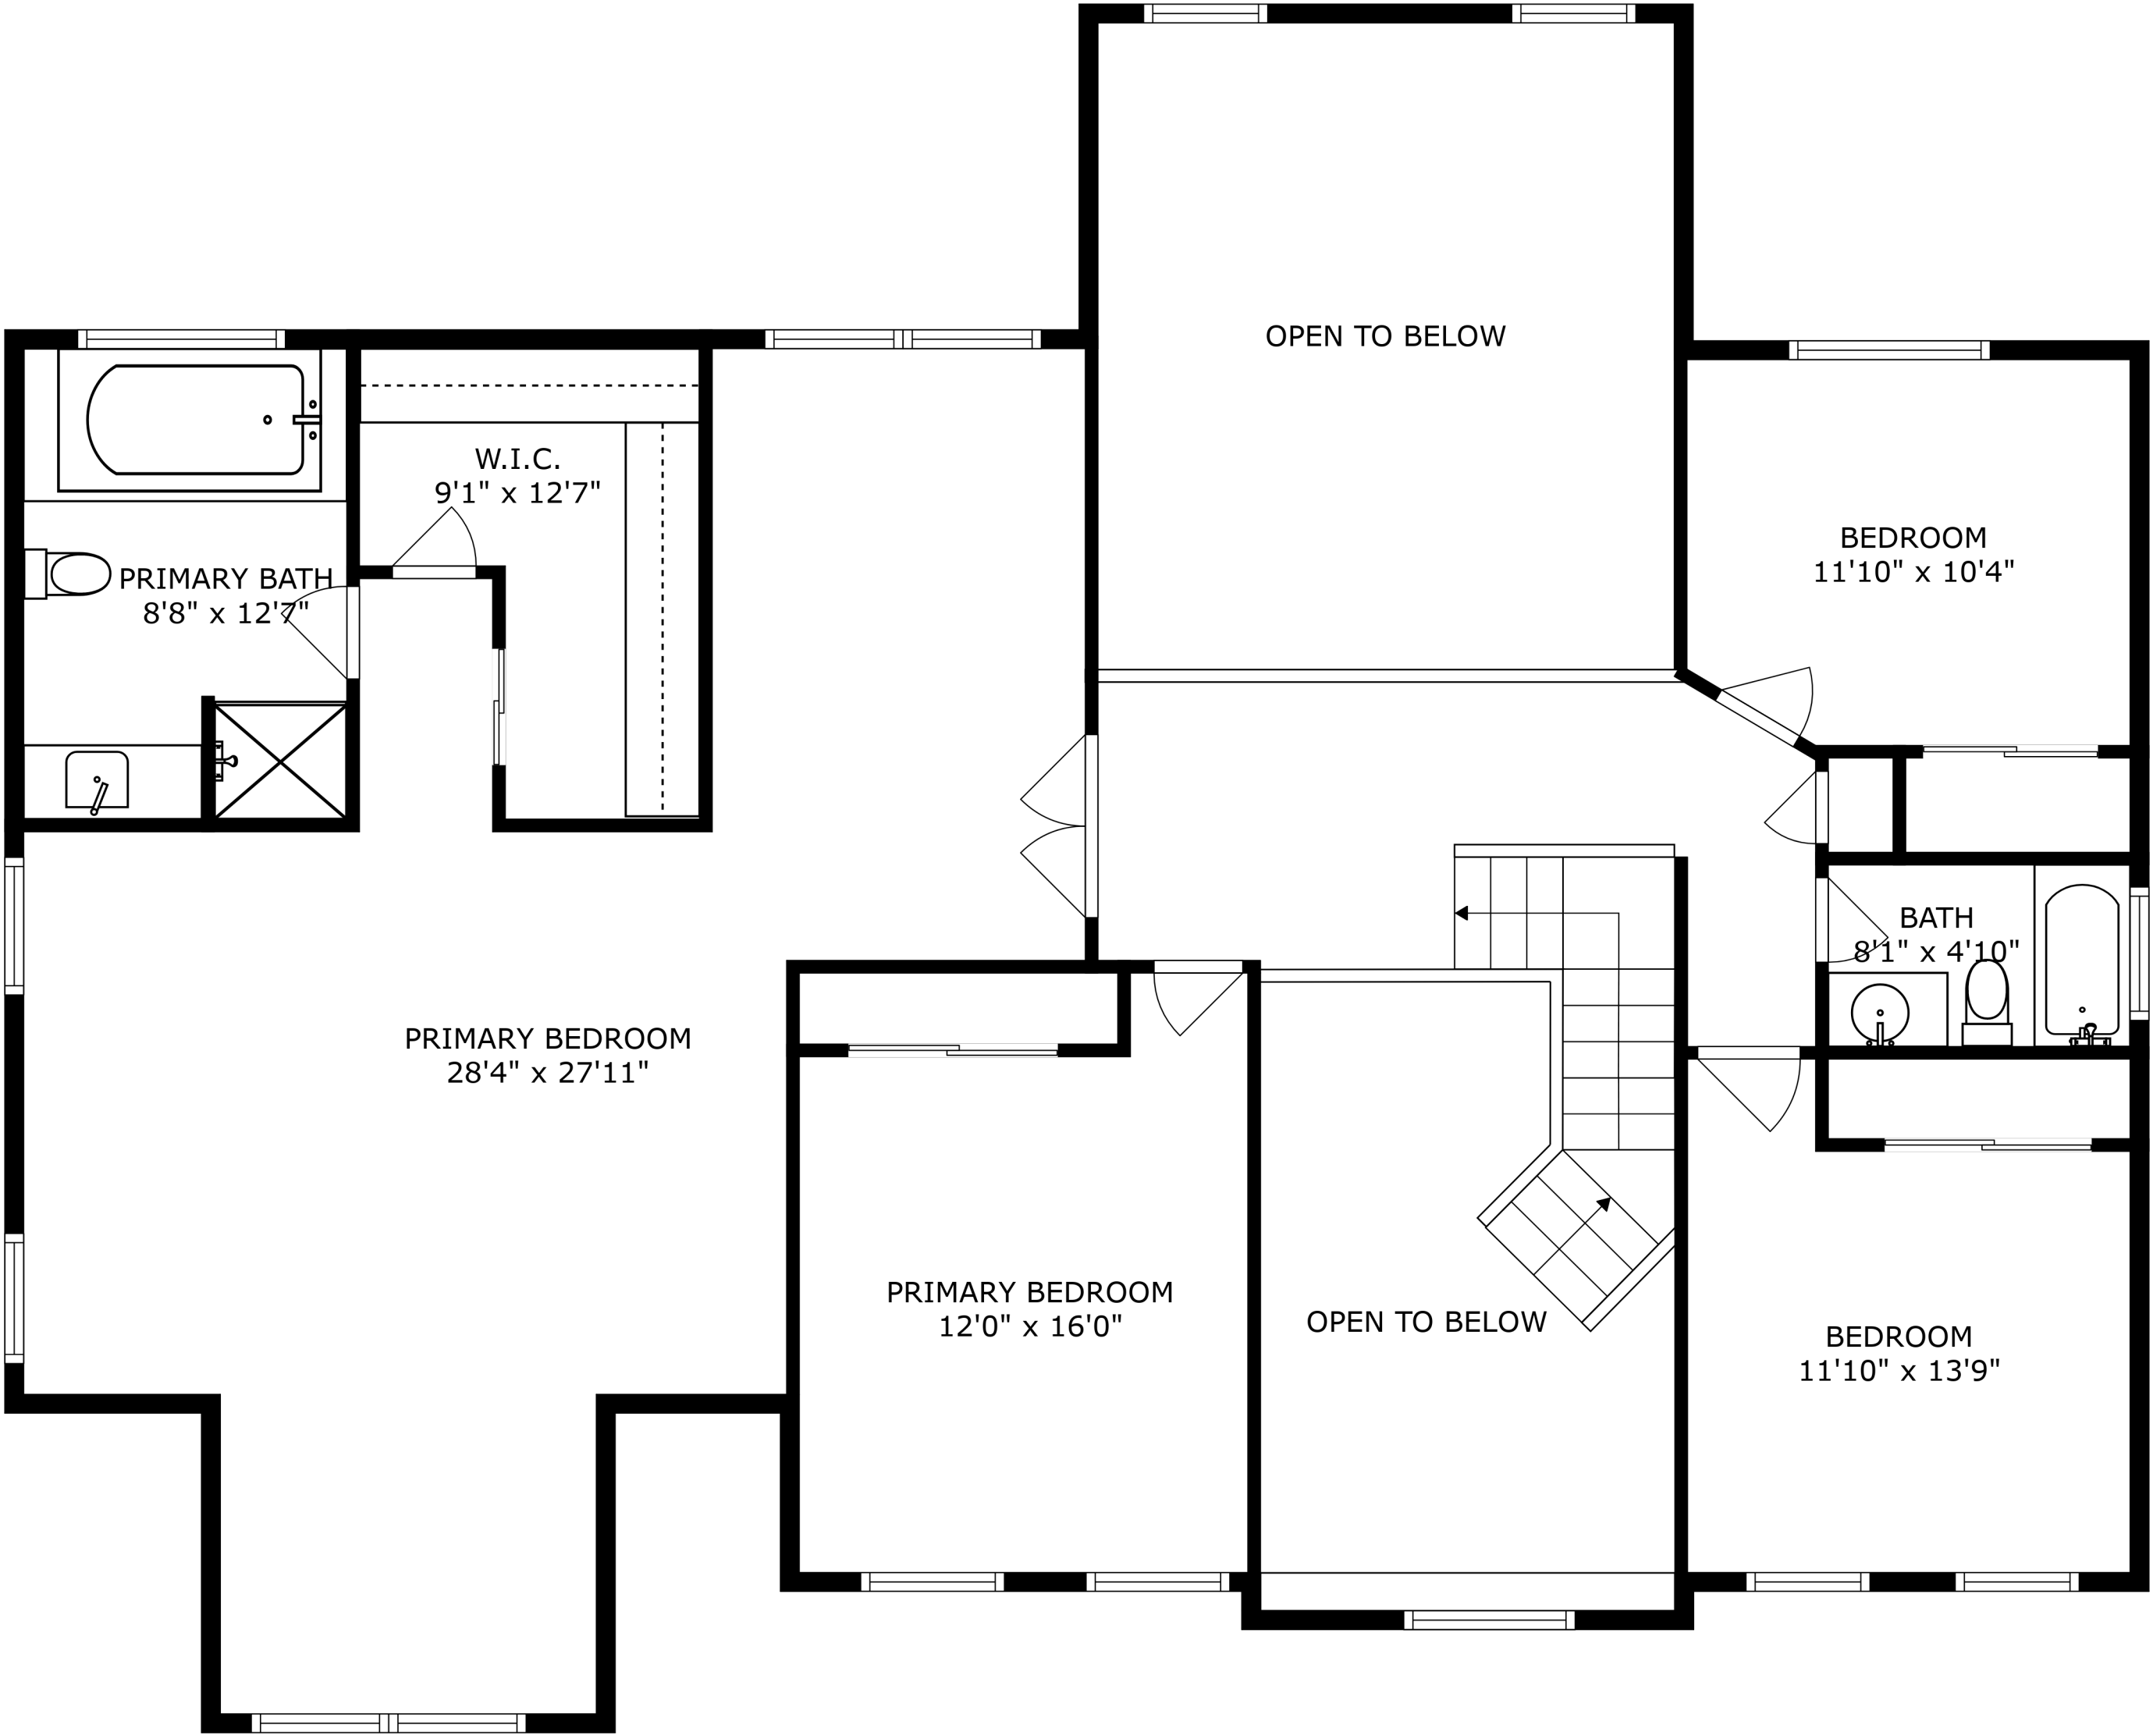 OPEN TO BELOW
W.I.C.
9'1" x 12'7"
BEDROOM
11'10" x 10'4"
PRIMARY BATH
8'8" x 12'7"
BATH
8'1" x 4'10"
PRIMARY BEDROOM
28'4" x 27'11"
PRIMARY BEDROOM
12'0" x 16'0"
OPEN TO BELOW
BEDROOM
11'10" x 13'9"